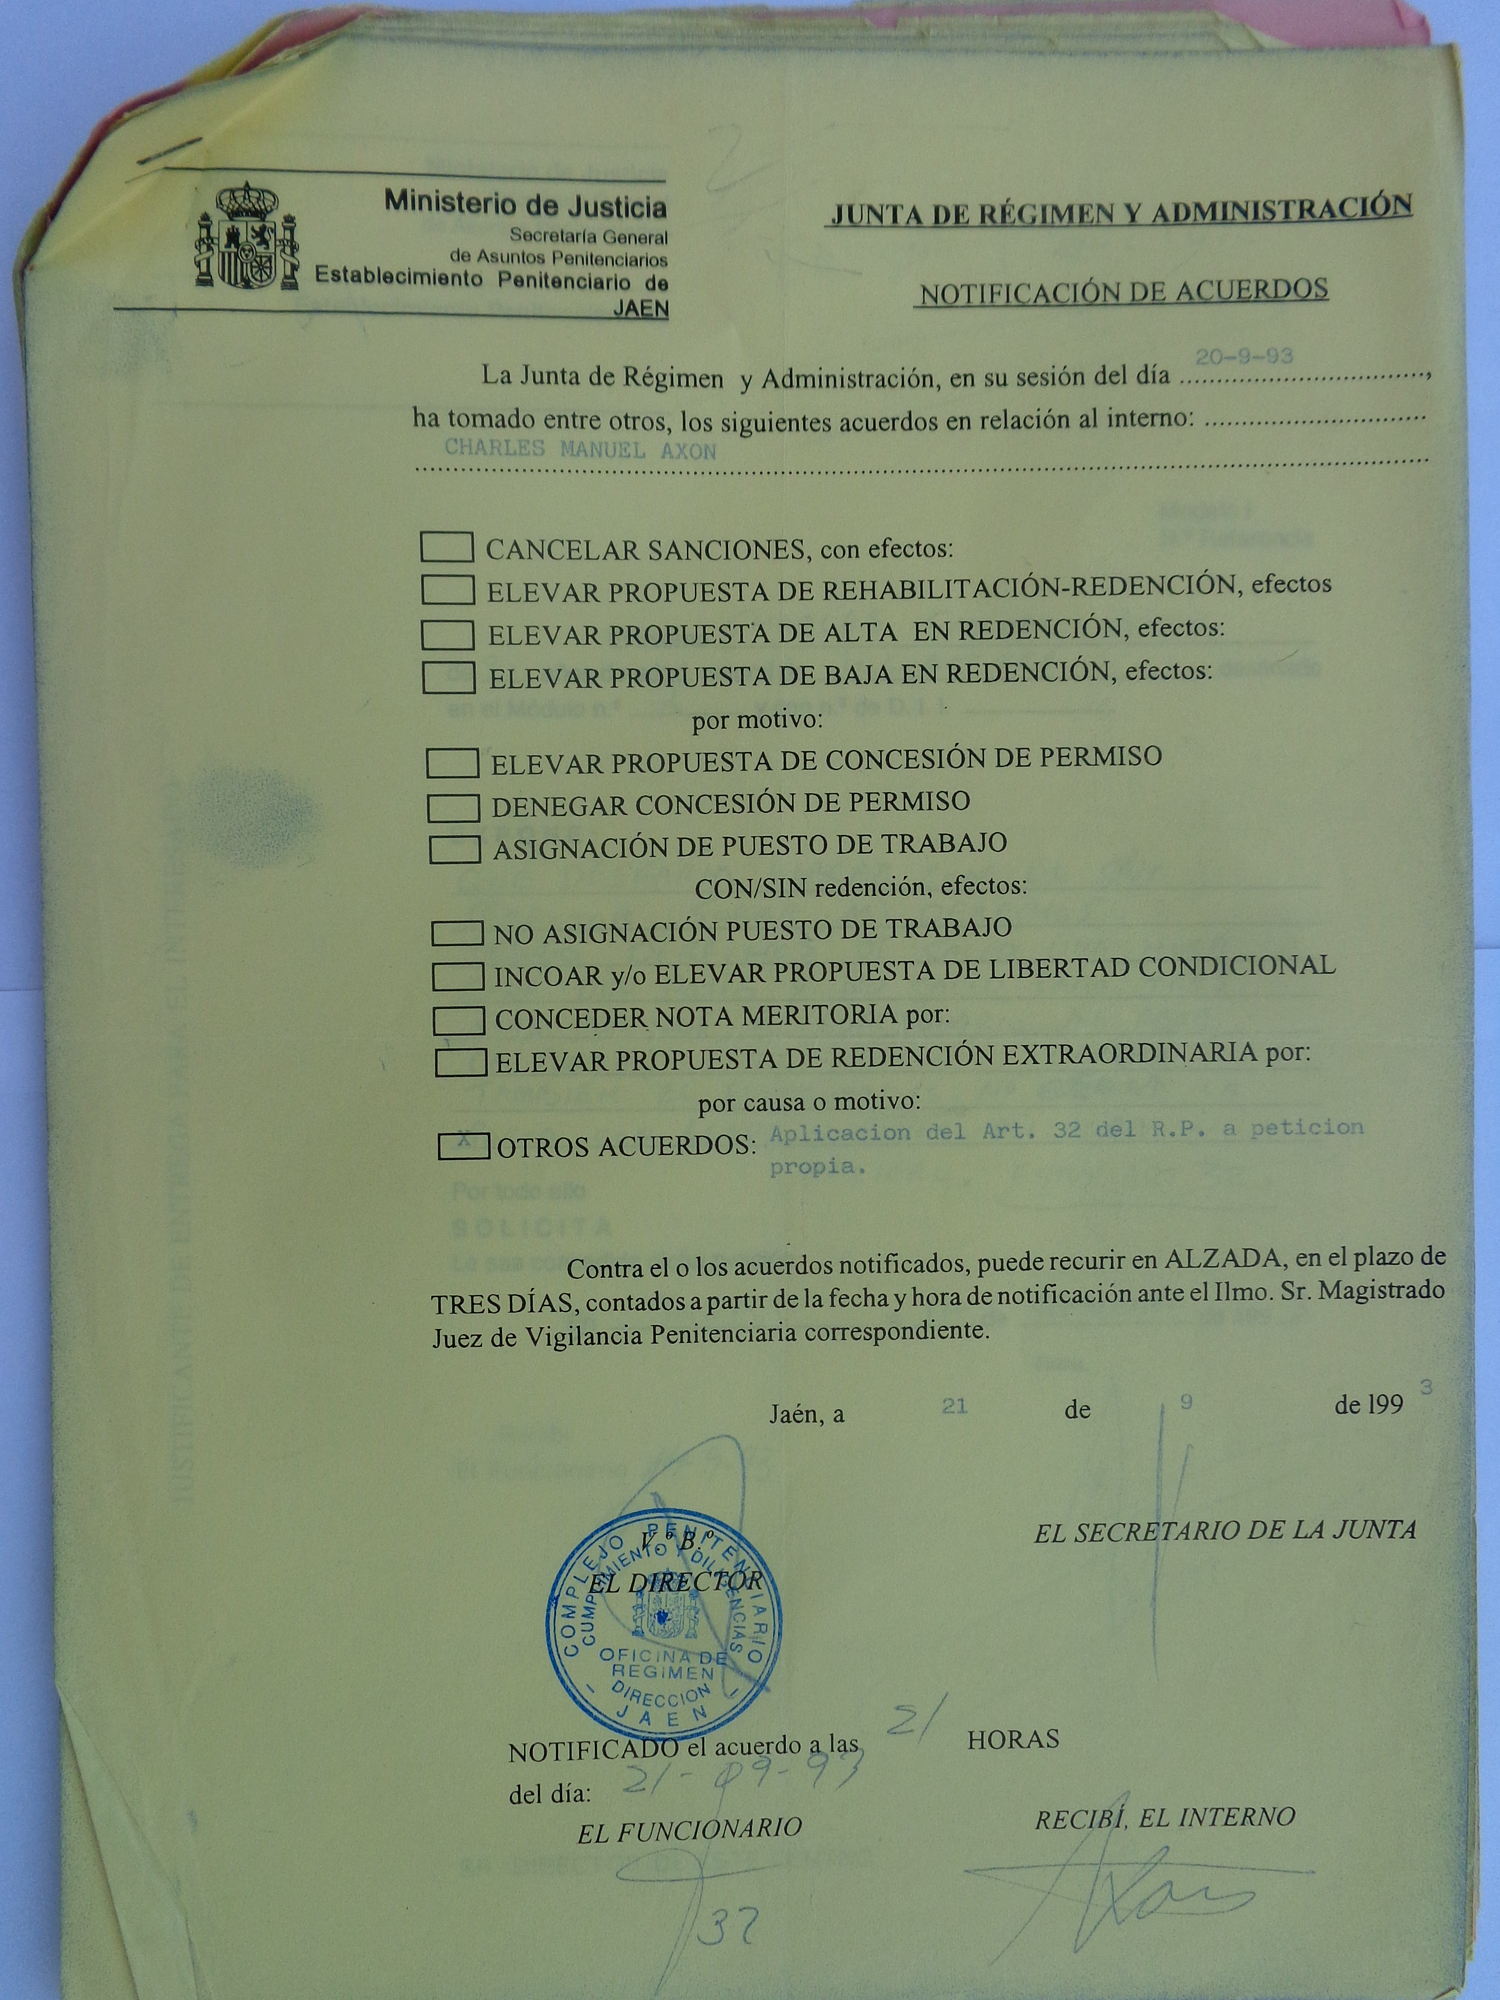 Ministerio de Justicia
Secretaría General
de Asuntos Penitenciarios
Establecimiento Penitenciario de
JAEN
JUNTA DE RÉGIMEN Y ADMINISTRACIÓN
NOTIFICACIÓN DE ACUERDOS
La Junta de Régimen y Administración, en su sesión del día 20-9-93,
ha tomado entre otros, los siguientes acuerdos en relación al interno:
CHARLES MANUEL AXON
CANCELAR SANCIONES, con efectos:
ELEVAR PROPUESTA DE REHABILITACIÓN-REDENCIÓN, efectos
ELEVAR PROPUESTA DE ALTA EN REDENCIÓN, efectos:
ELEVAR PROPUESTA DE BAJA EN REDENCIÓN, efectos:
por motivo:
ELEVAR PROPUESTA DE CONCESIÓN DE PERMISO
DENEGAR CONCESIÓN DE PERMISO
ASIGNACIÓN DE PUESTO DE TRABAJO
CON/SIN redención, efectos:
NO ASIGNACIÓN PUESTO DE TRABAJO
INCOAR y/o ELEVAR PROPUESTA DE LIBERTAD CONDICIONAL
CONCEDER NOTA MERITORIA por:
ELEVAR PROPUESTA DE REDENCIÓN EXTRAORDINARIA por:
por causa o motivo:
X OTROS ACUERDOS: Aplicacion del Art. 32 del R.P. a peticion
propia.
Contra el o los acuerdos notificados, puede recurir en ALZADA, en el plazo de
TRES DÍAS, contados a partir de la fecha y hora de notificación ante el Ilmo. Sr. Magistrado
Juez de Vigilancia Penitenciaria correspondiente.
Jaén, a 21 de 9 de 1993
V.º B.º
EL DIRECTOR
EL SECRETARIO DE LA JUNTA
COMPLEJO PENITENCIARIO
CUMPLIMIENTO Y DILIGENCIAS
OFICINA DE
REGIMEN
DIRECCION
- JAEN -
NOTIFICADO el acuerdo a las 21 HORAS
del día: 21-09-93
EL FUNCIONARIO
RECIBÍ, EL INTERNO
37
Axon